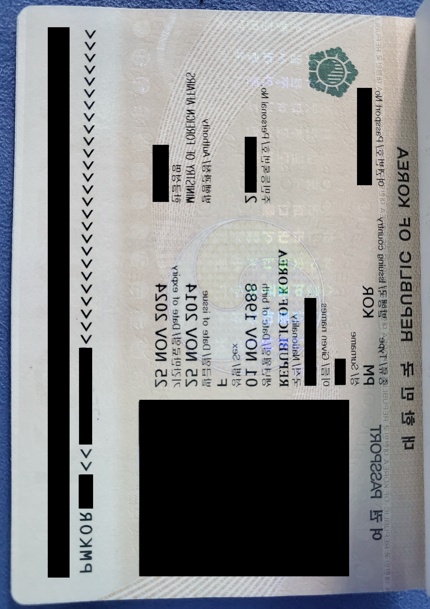 대 한 민 국 REPUBLIC OF KOREA
여 권 PASSPORT
종류/Type 발행국/Issuing country 여권번호/Passport No.
PM KOR
성/Surname
이름/Given names
국적/Nationality
REPUBLIC OF KOREA
생년월일/Date of birth 주민등록번호/Personal No.
01 NOV 1988 2
성별/Sex
F
발급일/Date of issue 발행관청/Authority
25 NOV 2014 MINISTRY OF FOREIGN AFFAIRS
기간만료일/Date of expiry 한글성명
25 NOV 2024
PMKOR